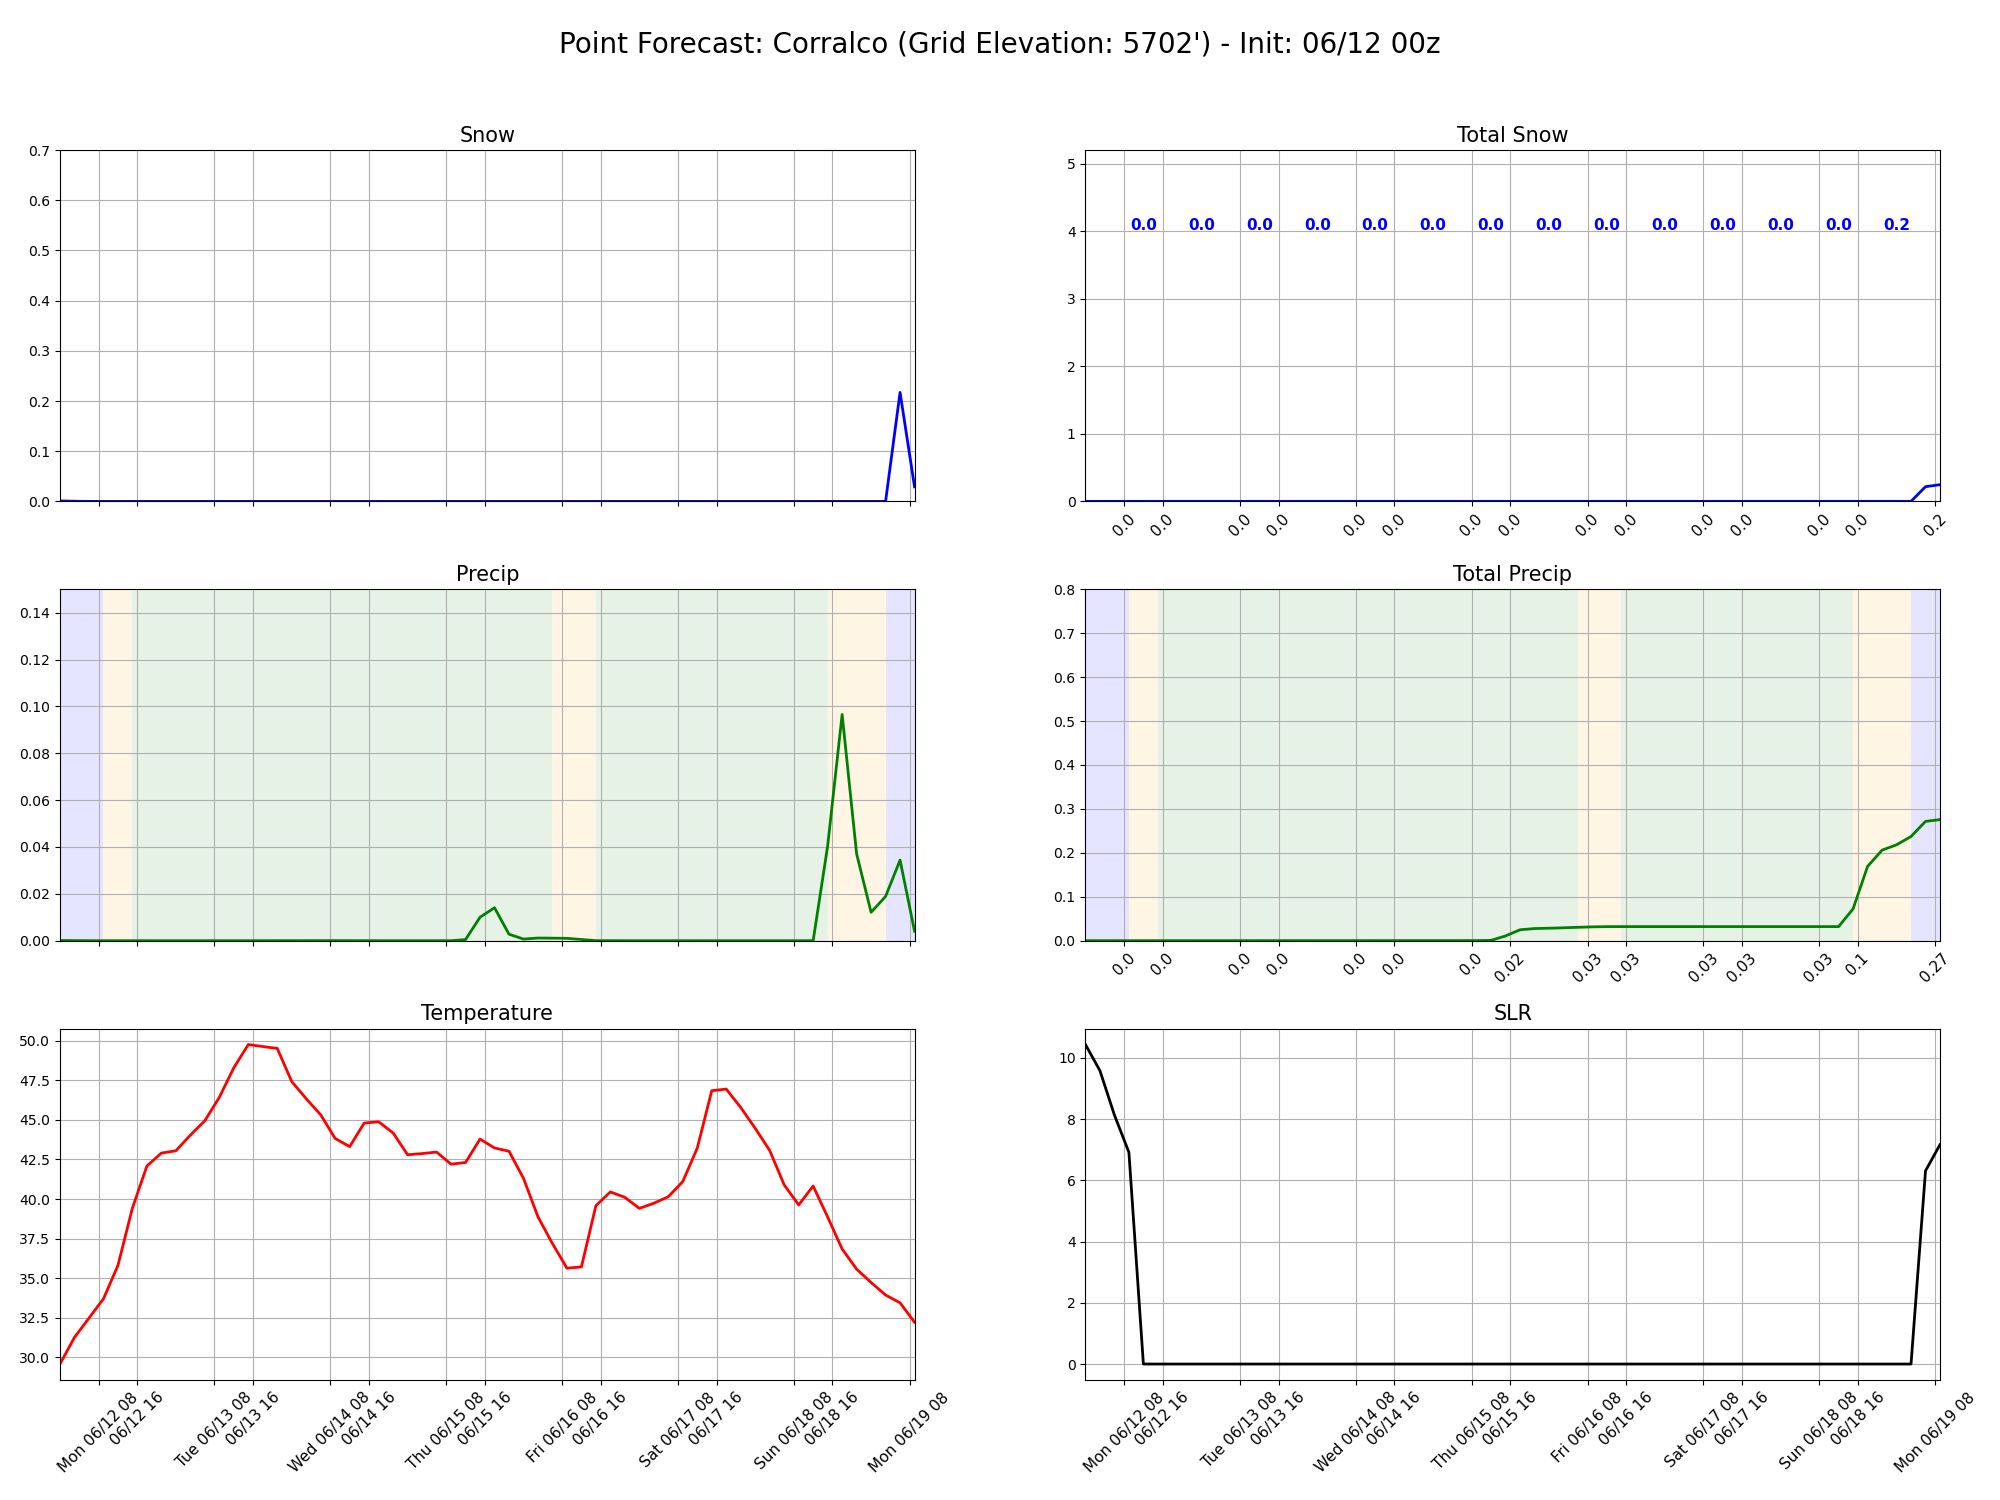 Point Forecast: Corralco (Grid Elevation: 5702') - Init: 06/12 00z
Snow
0.7
0.6
0.5
0.4
0.3
0.2
0.1
0.0
Total Snow
5
4
3
2
1
0
0.0 0.0 0.0 0.0 0.0 0.0 0.0 0.0 0.0 0.0 0.0 0.0 0.0 0.2
0.0 0.0 0.0 0.0 0.0 0.0 0.0 0.0 0.0 0.0 0.0 0.0 0.0 0.0 0.2
Precip
0.14
0.12
0.10
0.08
0.06
0.04
0.02
0.00
Total Precip
0.8
0.7
0.6
0.5
0.4
0.3
0.2
0.1
0.0
0.0 0.0 0.0 0.0 0.0 0.0 0.0 0.02 0.03 0.03 0.03 0.03 0.03 0.1 0.27
Temperature
50.0
47.5
45.0
42.5
40.0
37.5
35.0
32.5
30.0
Mon 06/12 08
06/12 16
Tue 06/13 08
06/13 16
Wed 06/14 08
06/14 16
Thu 06/15 08
06/15 16
Fri 06/16 08
06/16 16
Sat 06/17 08
06/17 16
Sun 06/18 08
06/18 16
Mon 06/19 08
SLR
10
8
6
4
2
0
Mon 06/12 08
06/12 16
Tue 06/13 08
06/13 16
Wed 06/14 08
06/14 16
Thu 06/15 08
06/15 16
Fri 06/16 08
06/16 16
Sat 06/17 08
06/17 16
Sun 06/18 08
06/18 16
Mon 06/19 08